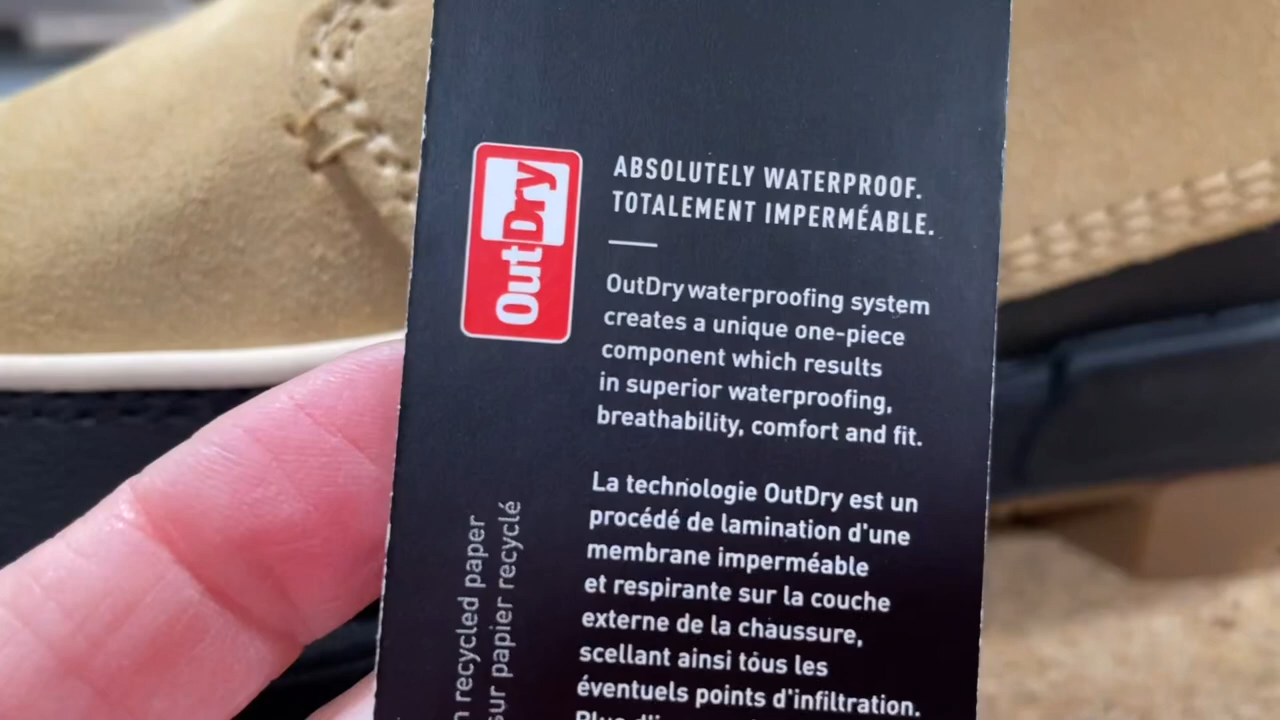 OutDry
ABSOLUTELY WATERPROOF.
TOTALEMENT IMPERMÉABLE.
OutDry waterproofing system
creates a unique one-piece
component which results
in superior waterproofing,
breathability, comfort and fit.
La technologie OutDry est un
procédé de lamination d'une
membrane imperméable
et respirante sur la couche
externe de la chaussure,
scellant ainsi tous les
éventuels points d'infiltration.
recycled paper
sur papier recyclé